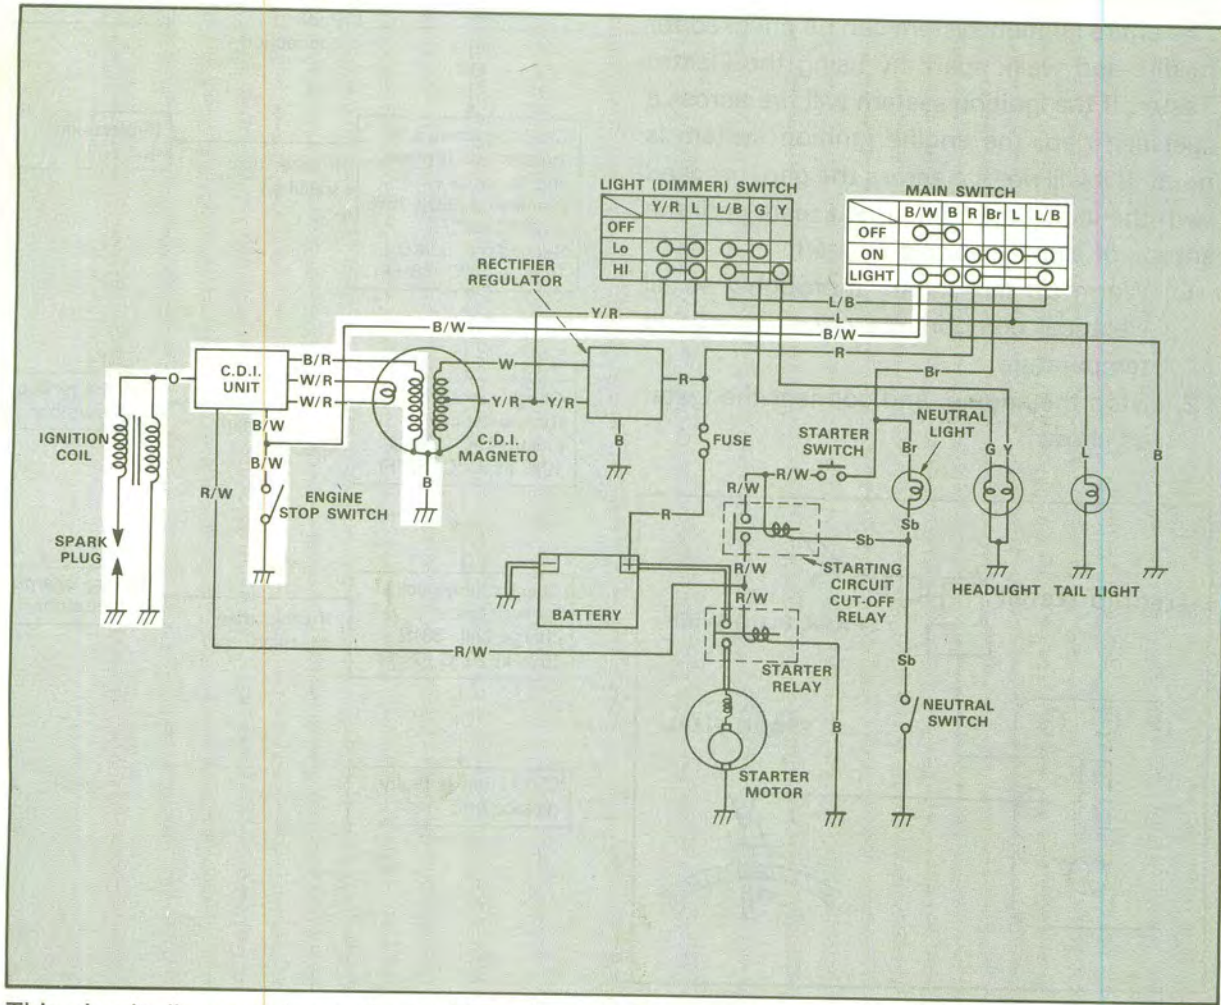 LIGHT (DIMMER) SWITCH
Y/R L L/B G Y
OFF
Lo
HI
MAIN SWITCH
B/W B R Br L L/B
OFF
ON
LIGHT
RECTIFIER
REGULATOR
L/B
L
Y/R
B/W
B/W
R
Br
O
C.D.I.
UNIT
B/R
W/R
W/R
B/W
W
Y/R
Y/R
R
B
C.D.I.
MAGNETO
B
IGNITION
COIL
B/W
R/W
ENGINE
STOP SWITCH
SPARK
PLUG
FUSE
R
STARTER
SWITCH
R/W
R/W
Br
NEUTRAL
LIGHT
G
Y
L
B
Sb
Sb
R/W
R/W
STARTING
CIRCUIT
CUT-OFF
RELAY
HEADLIGHT
TAIL LIGHT
BATTERY
R/W
STARTER
RELAY
Sb
NEUTRAL
SWITCH
B
STARTER
MOTOR